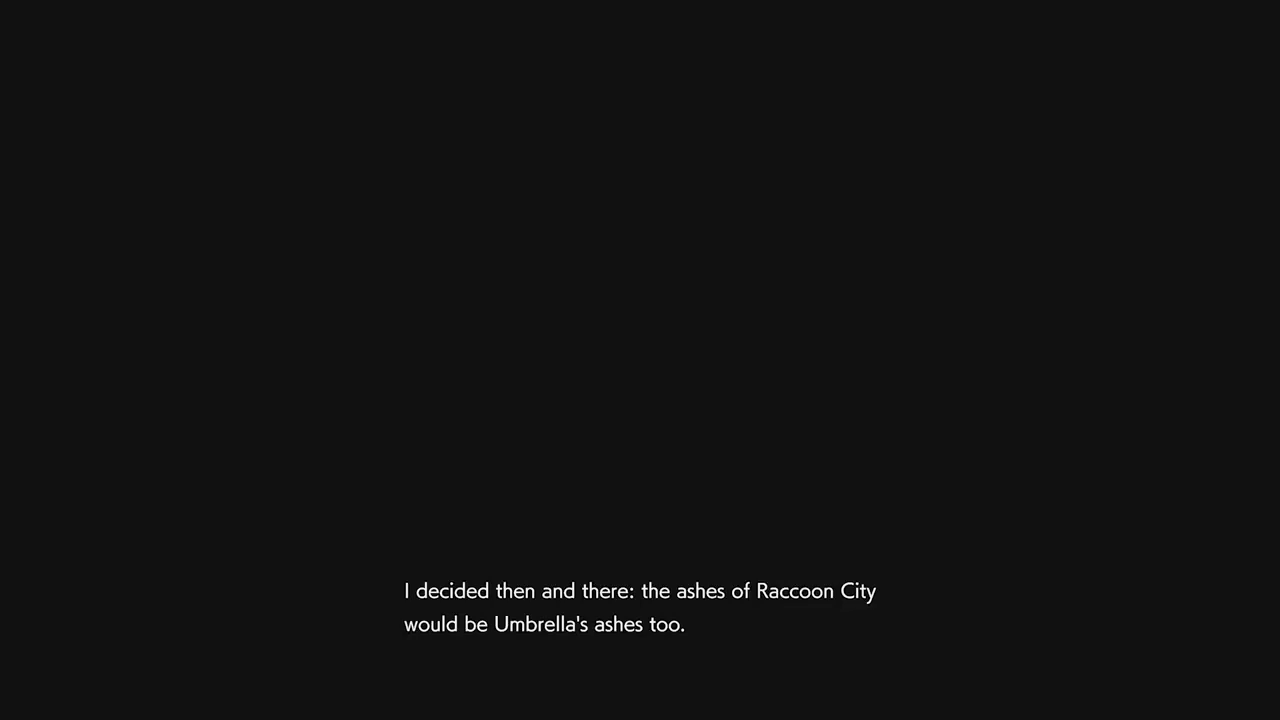 I decided then and there: the ashes of Raccoon City
would be Umbrella's ashes too.